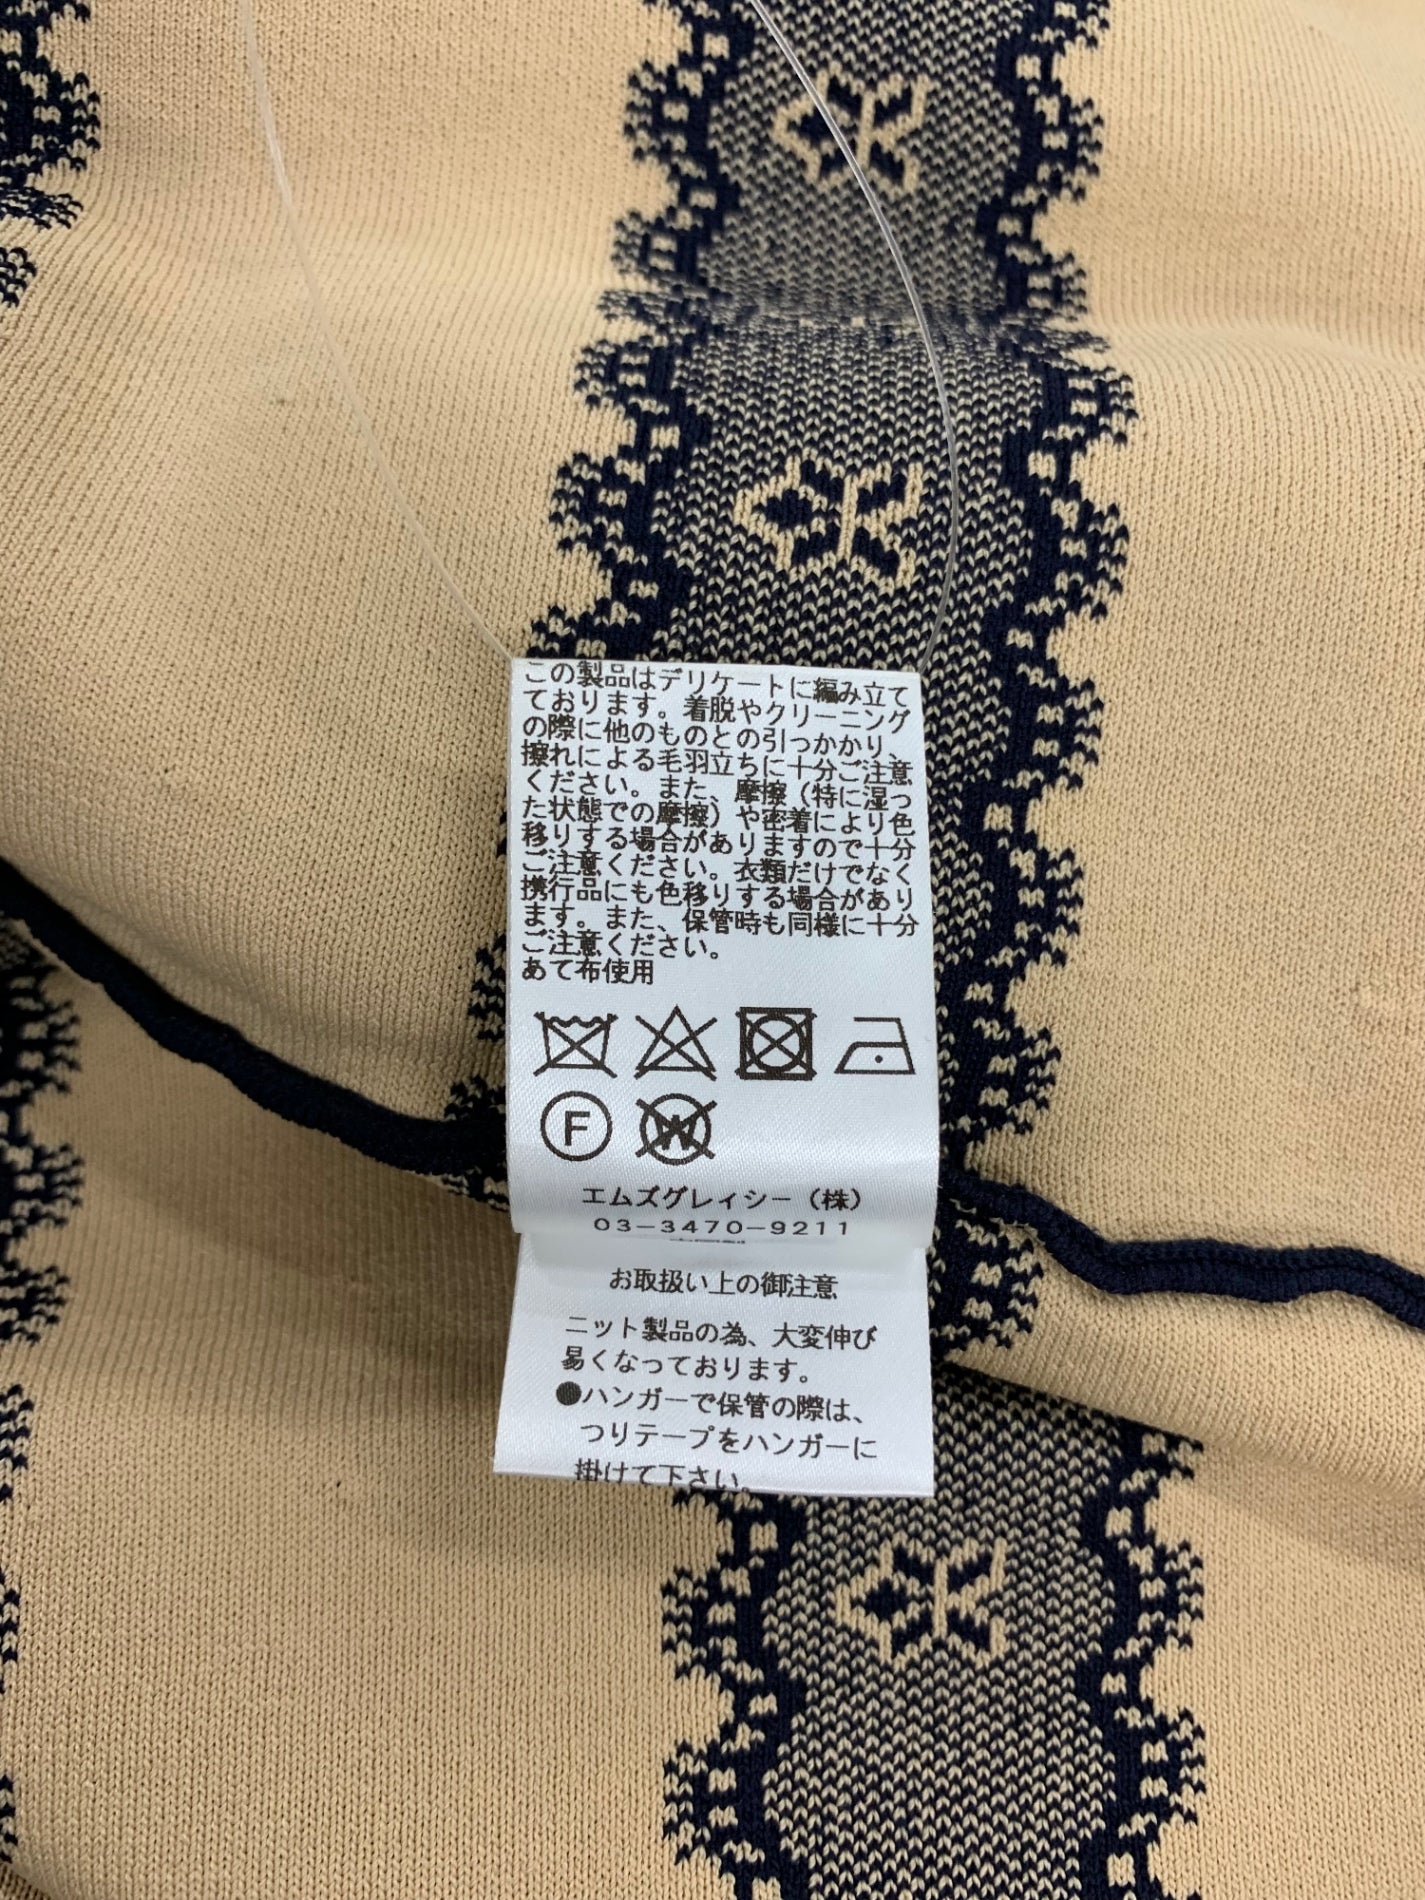 この製品はデリケートに編み立て
ております。着脱やクリーニング
の際に他のものとの引っかかり、
擦れによる毛羽立ちに十分ご注意
ください。また、摩擦（特に湿っ
た状態での摩擦）や密着により色
移りする場合がありますので十分
ご注意ください。衣類だけでなく
携行品にも色移りする場合があり
ます。また、保管時も同様に十分
ご注意ください。
あて布使用
F W
エムズグレィシー（株）
03-3470-9211
お取扱い上の御注意
ニット製品の為、大変伸び
易くなっております。
●ハンガーで保管の際は、
つりテープをハンガーに
掛けて下さい。